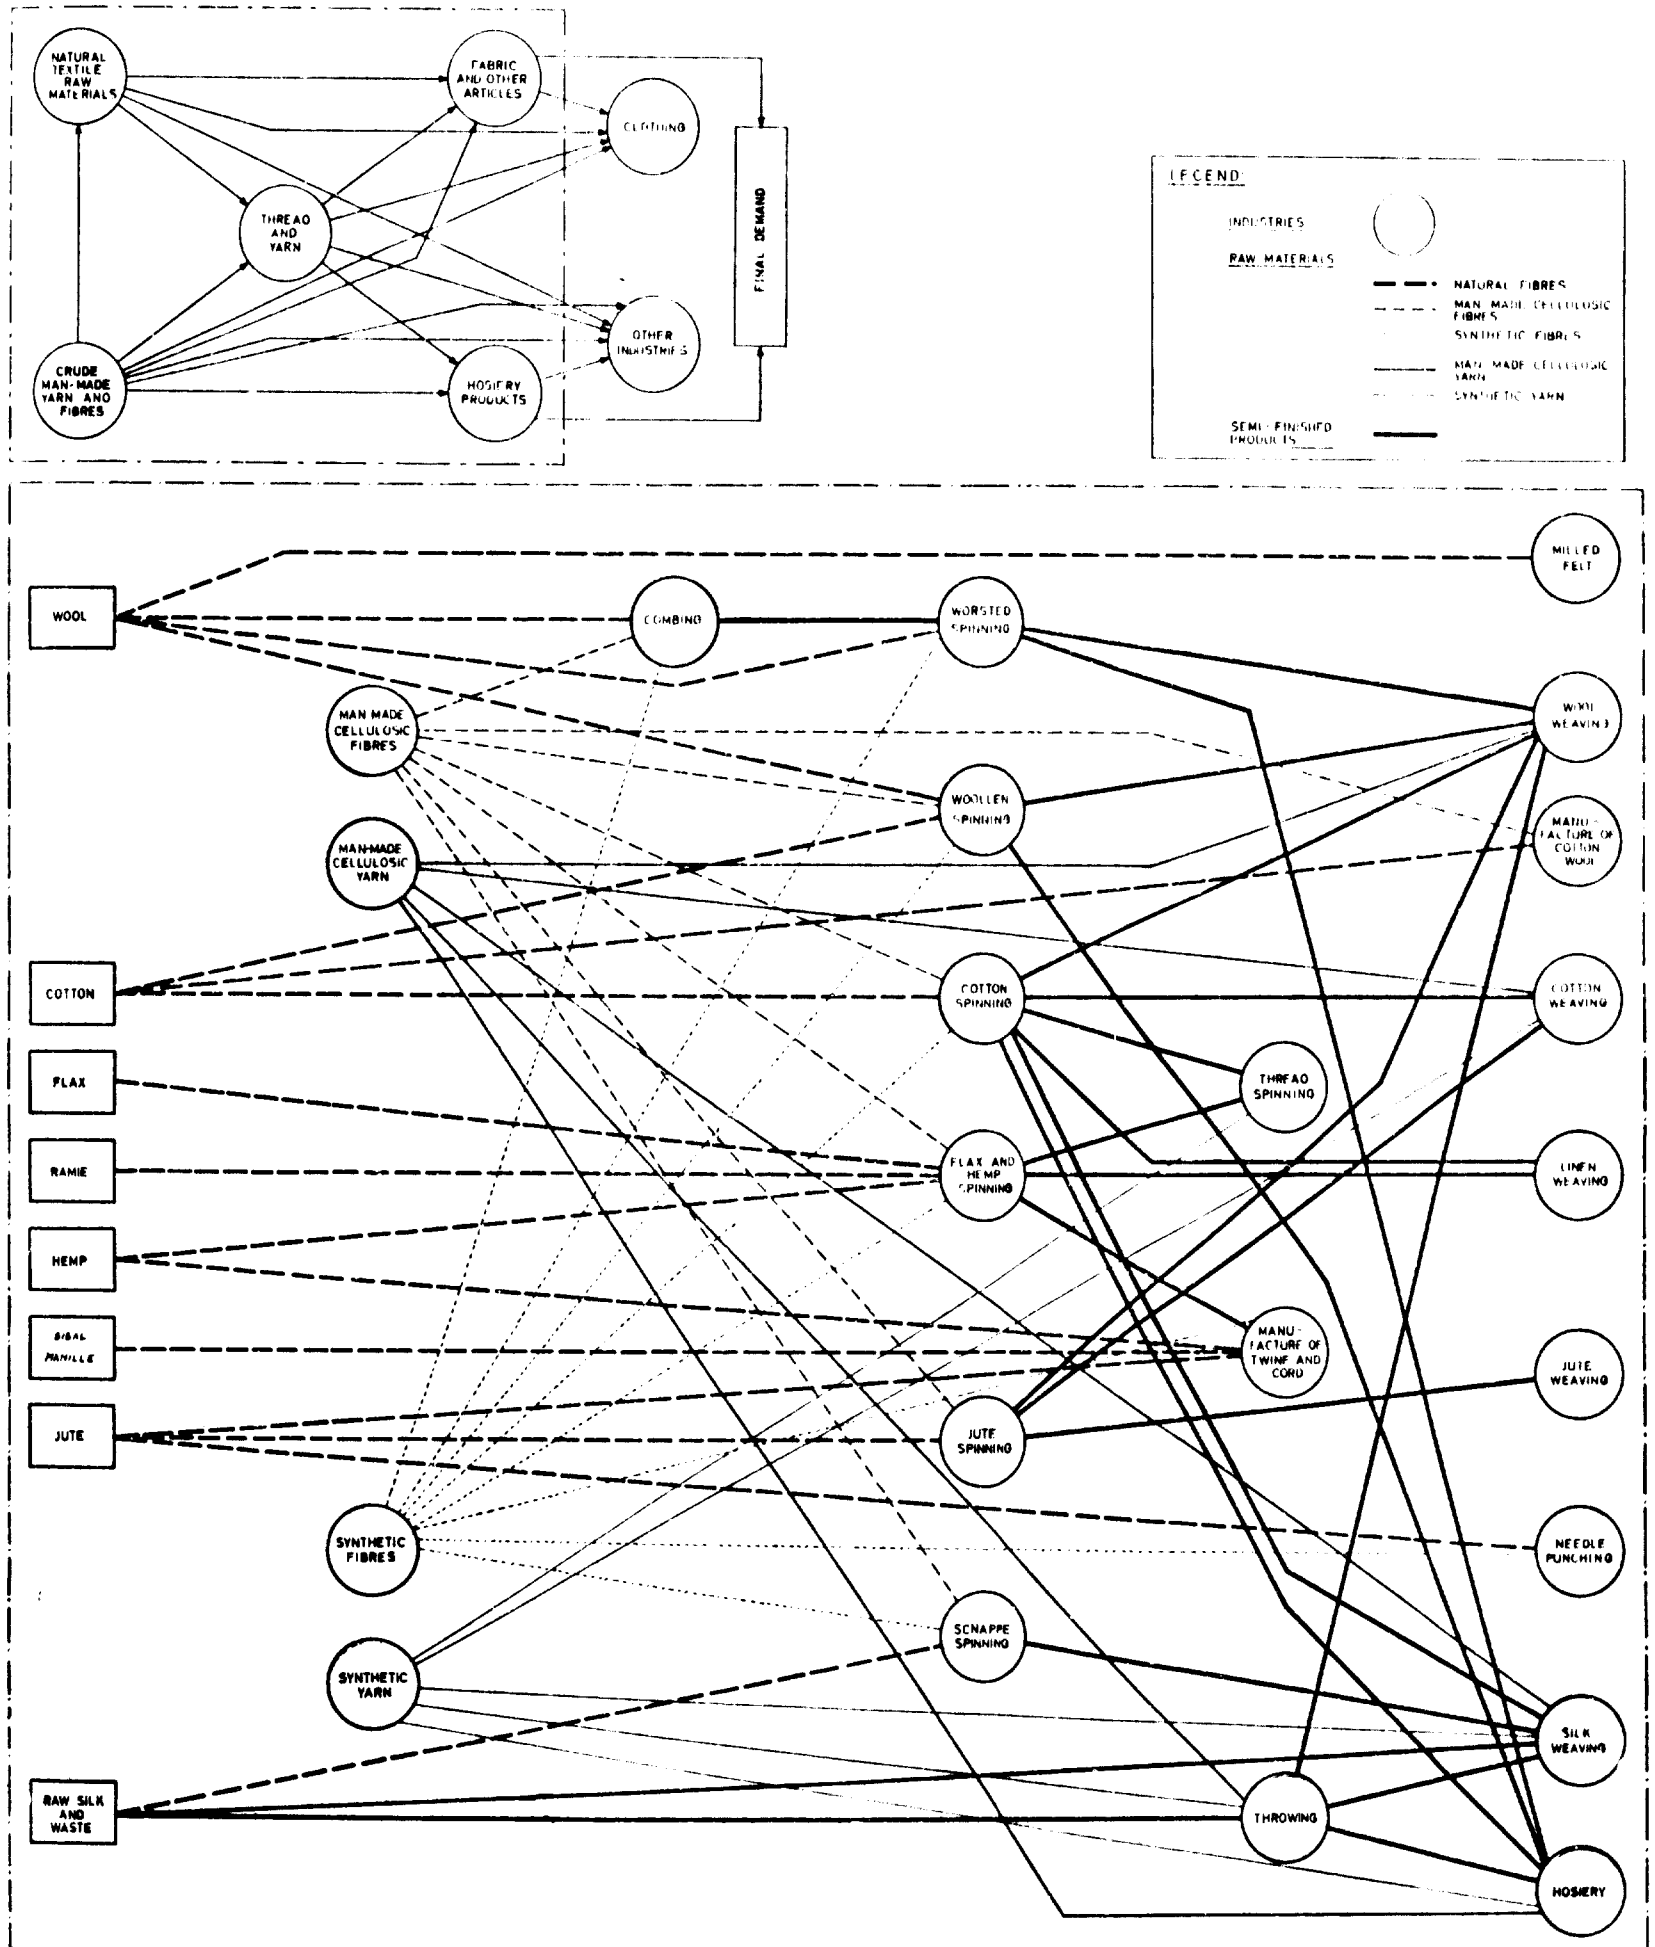 NATURAL
TEXTILE
RAW
MATERIALS
FABRIC
AND OTHER
ARTICLES
CLOTHING
THREAD
AND
YARN
FINAL DEMAND
OTHER
INDUSTRIES
CRUDE
MAN-MADE
YARN AND
FIBRES
HOSIERY
PRODUCTS
LEGEND
INDUSTRIES
RAW MATERIALS
NATURAL FIBRES
MAN MADE CELLULOSIC
FIBRES
SYNTHETIC FIBRES
MAN MADE CELLULOSIC
YARN
SYNTHETIC YARN
SEMI-FINISHED
PRODUCTS
MILLED
FELT
WOOL
COMBING
WORSTED
SPINNING
MAN MADE
CELLULOSIC
FIBRES
WOOL
WEAVING
WOOLLEN
SPINNING
MANU-
FACTURE OF
COTTON
WOOL
MAN-MADE
CELLULOSIC
YARN
COTTON
COTTON
SPINNING
COTTON
WEAVING
FLAX
THREAD
SPINNING
RAMIE
FLAX AND
HEMP
SPINNING
LINEN
WEAVING
HEMP
SISAL
MANILLE
MANU-
FACTURE OF
TWINE AND
CORD
JUTE
WEAVING
JUTE
JUTE
SPINNING
SYNTHETIC
FIBRES
NEEDLE
PUNCHING
SCHAPPE
SPINNING
SYNTHETIC
YARN
SILK
WEAVING
RAW SILK
AND
WASTE
THROWING
HOSIERY